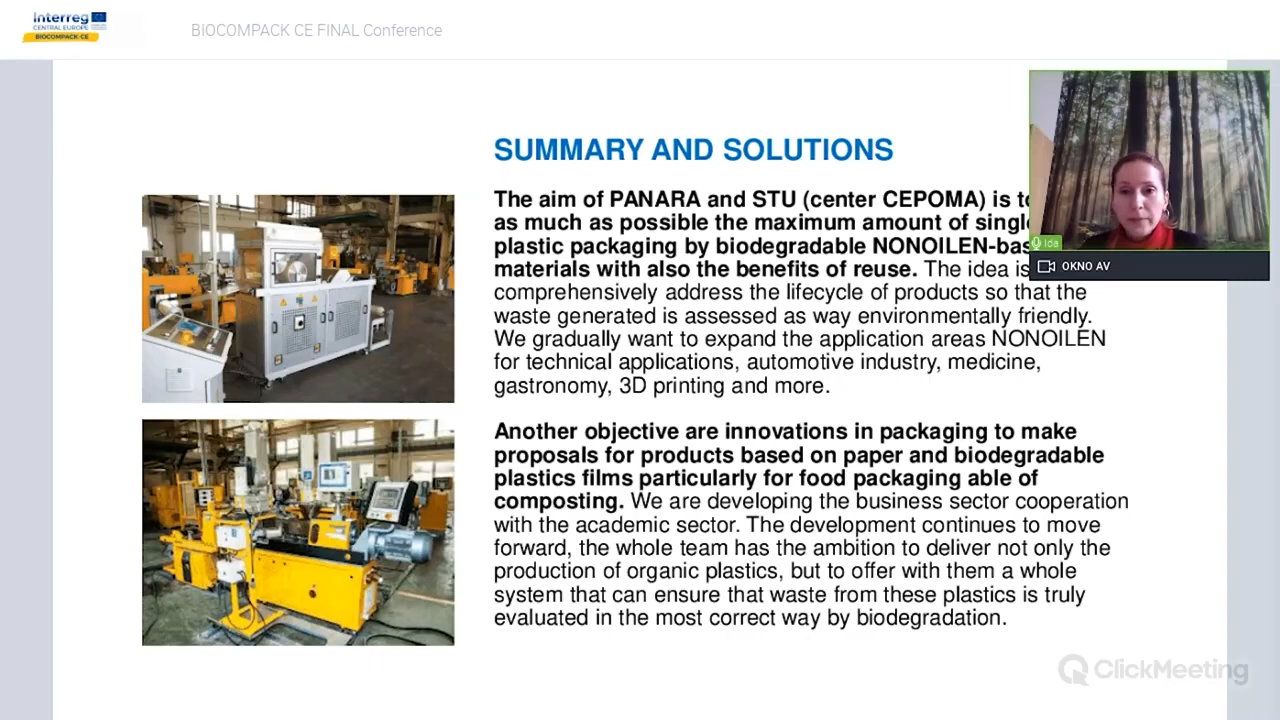 Interreg
CENTRAL EUROPE
BIOCOMPACK-CE
BIOCOMPACK CE FINAL Conference
SUMMARY AND SOLUTIONS
The aim of PANARA and STU (center CEPOMA) is to
as much as possible the maximum amount of singl
plastic packaging by biodegradable NONOILEN-bas
materials with also the benefits of reuse. The idea is
comprehensively address the lifecycle of products so that the
waste generated is assessed as way environmentally friendly.
We gradually want to expand the application areas NONOILEN
for technical applications, automotive industry, medicine,
gastronomy, 3D printing and more.
Another objective are innovations in packaging to make
proposals for products based on paper and biodegradable
plastics films particularly for food packaging able of
composting. We are developing the business sector cooperation
with the academic sector. The development continues to move
forward, the whole team has the ambition to deliver not only the
production of organic plastics, but to offer with them a whole
system that can ensure that waste from these plastics is truly
evaluated in the most correct way by biodegradation.
Ida
OKNO AV
ClickMeeting